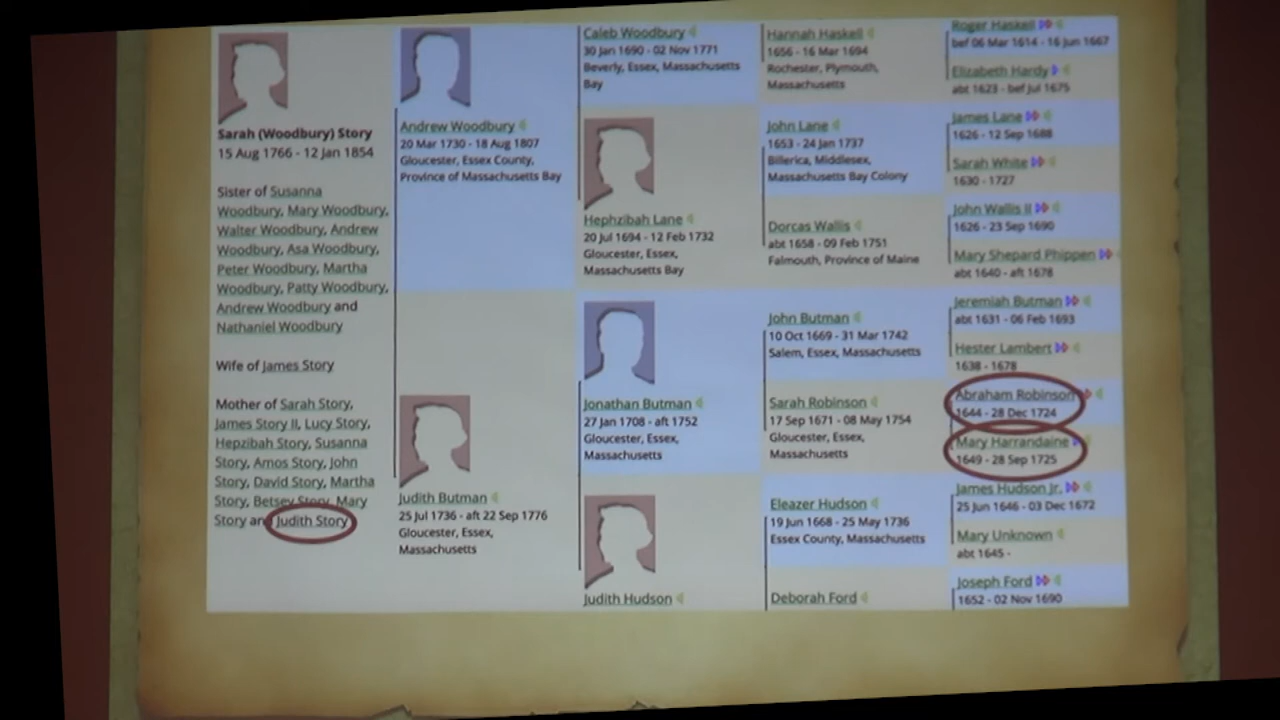 Sarah (Woodbury) Story
15 Aug 1766 - 12 Jan 1854
Sister of Susanna
Woodbury, Mary Woodbury,
Walter Woodbury, Andrew
Woodbury, Asa Woodbury,
Peter Woodbury, Martha
Woodbury, Patty Woodbury,
Andrew Woodbury and
Nathaniel Woodbury
Wife of James Story
Mother of Sarah Story,
James Story II, Lucy Story,
Hepzibah Story, Susanna
Story, Amos Story, John
Story, David Story, Martha
Story, Betsey Story, Mary
Story and Judith Story
Andrew Woodbury
20 Mar 1730 - 18 Aug 1807
Gloucester, Essex County,
Province of Massachusetts Bay
Judith Butman
25 Jul 1736 - aft 22 Sep 1776
Gloucester, Essex,
Massachusetts
Caleb Woodbury
30 Jan 1690 - 02 Nov 1771
Beverly, Essex, Massachusetts
Bay
Hephzibah Lane
20 Jul 1694 - 12 Feb 1732
Gloucester, Essex,
Massachusetts Bay
Jonathan Butman
27 Jan 1708 - aft 1752
Gloucester, Essex,
Massachusetts
Judith Hudson
Hannah Haskell
1656 - 16 Mar 1694
Rochester, Plymouth,
Massachusetts
John Lane
1653 - 24 Jan 1737
Billerica, Middlesex,
Massachusetts Bay Colony
Dorcas Wallis
abt 1658 - 09 Feb 1751
Falmouth, Province of Maine
John Butman
10 Oct 1669 - 31 Mar 1742
Salem, Essex, Massachusetts
Sarah Robinson
17 Sep 1671 - 08 May 1754
Gloucester, Essex,
Massachusetts
Eleazer Hudson
19 Jun 1668 - 25 May 1736
Essex County, Massachusetts
Deborah Ford
Roger Haskell
bef 06 Mar 1614 - 16 Jun 1667
Elizabeth Hardy
abt 1623 - bef Jul 1675
James Lane
1626 - 12 Sep 1688
Sarah White
1630 - 1727
John Wallis II
1626 - 23 Sep 1690
Mary Shepard Phippen
abt 1640 - aft 1678
Jeremiah Butman
abt 1631 - 06 Feb 1693
Hester Lambert
1638 - 1678
Abraham Robinson
1644 - 28 Dec 1724
Mary Harrandaine
1649 - 28 Sep 1725
James Hudson Jr.
25 Jun 1646 - 03 Dec 1672
Mary Unknown
abt 1645 -
Joseph Ford
1652 - 02 Nov 1690